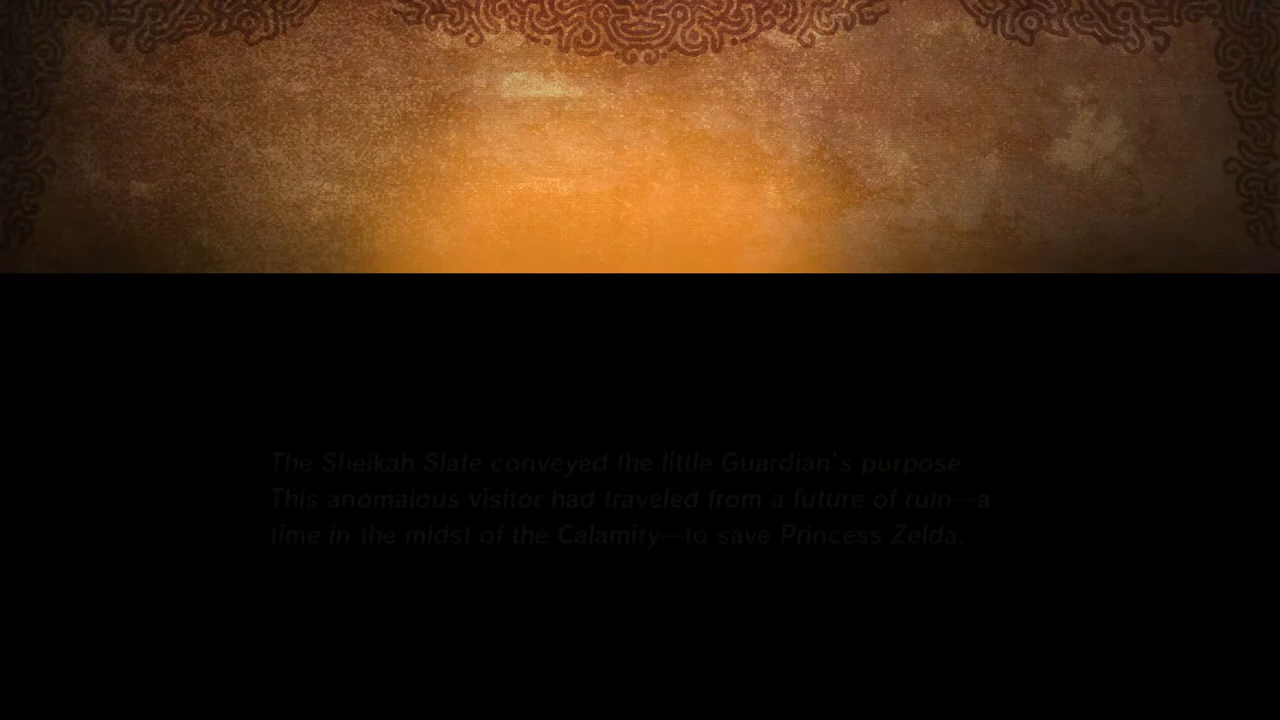 The Sheikah Slate conveyed the little Guardian's purpose.
This anomalous visitor had traveled from a future of ruin—a
time in the midst of the Calamity—to save Princess Zelda.